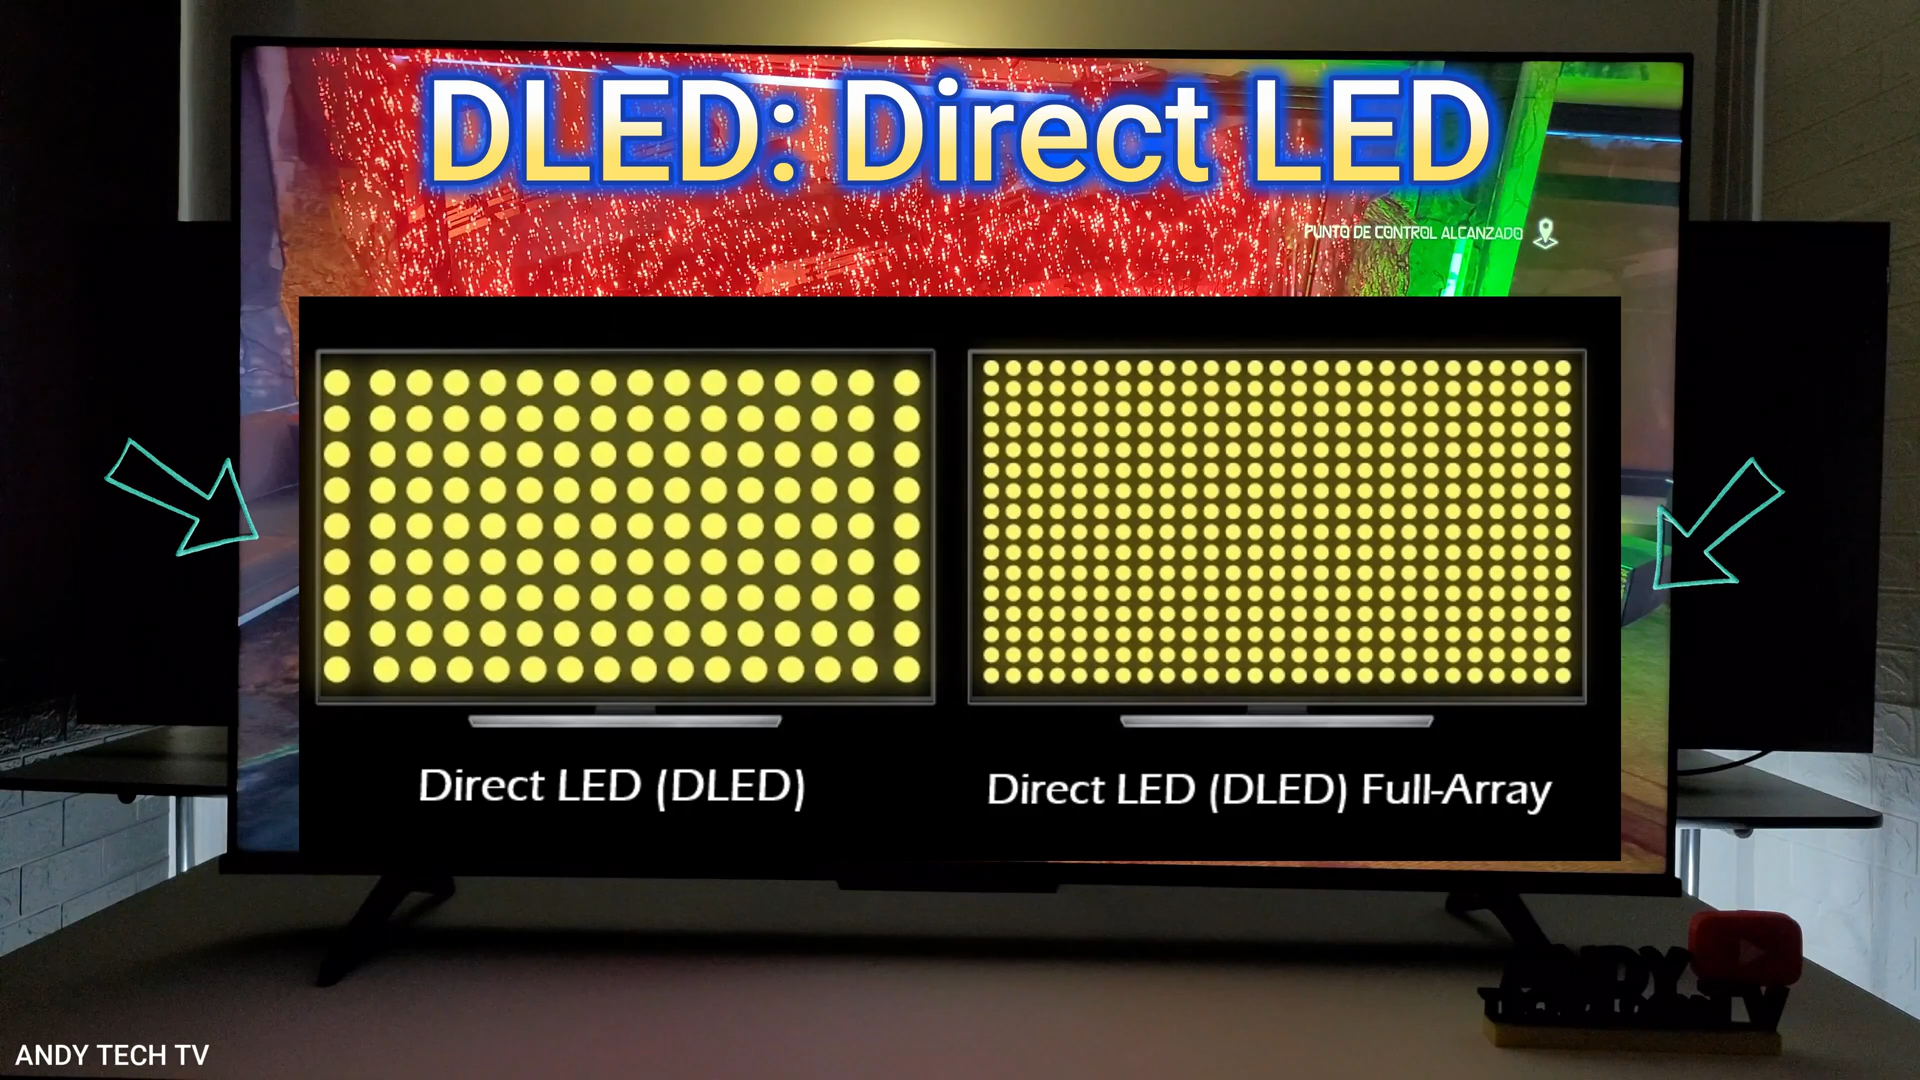 DLED: Direct LED
PUNTO DE CONTROL ALCANZADO
Direct LED (DLED)
Direct LED (DLED) Full-Array
ANDY TECH TV